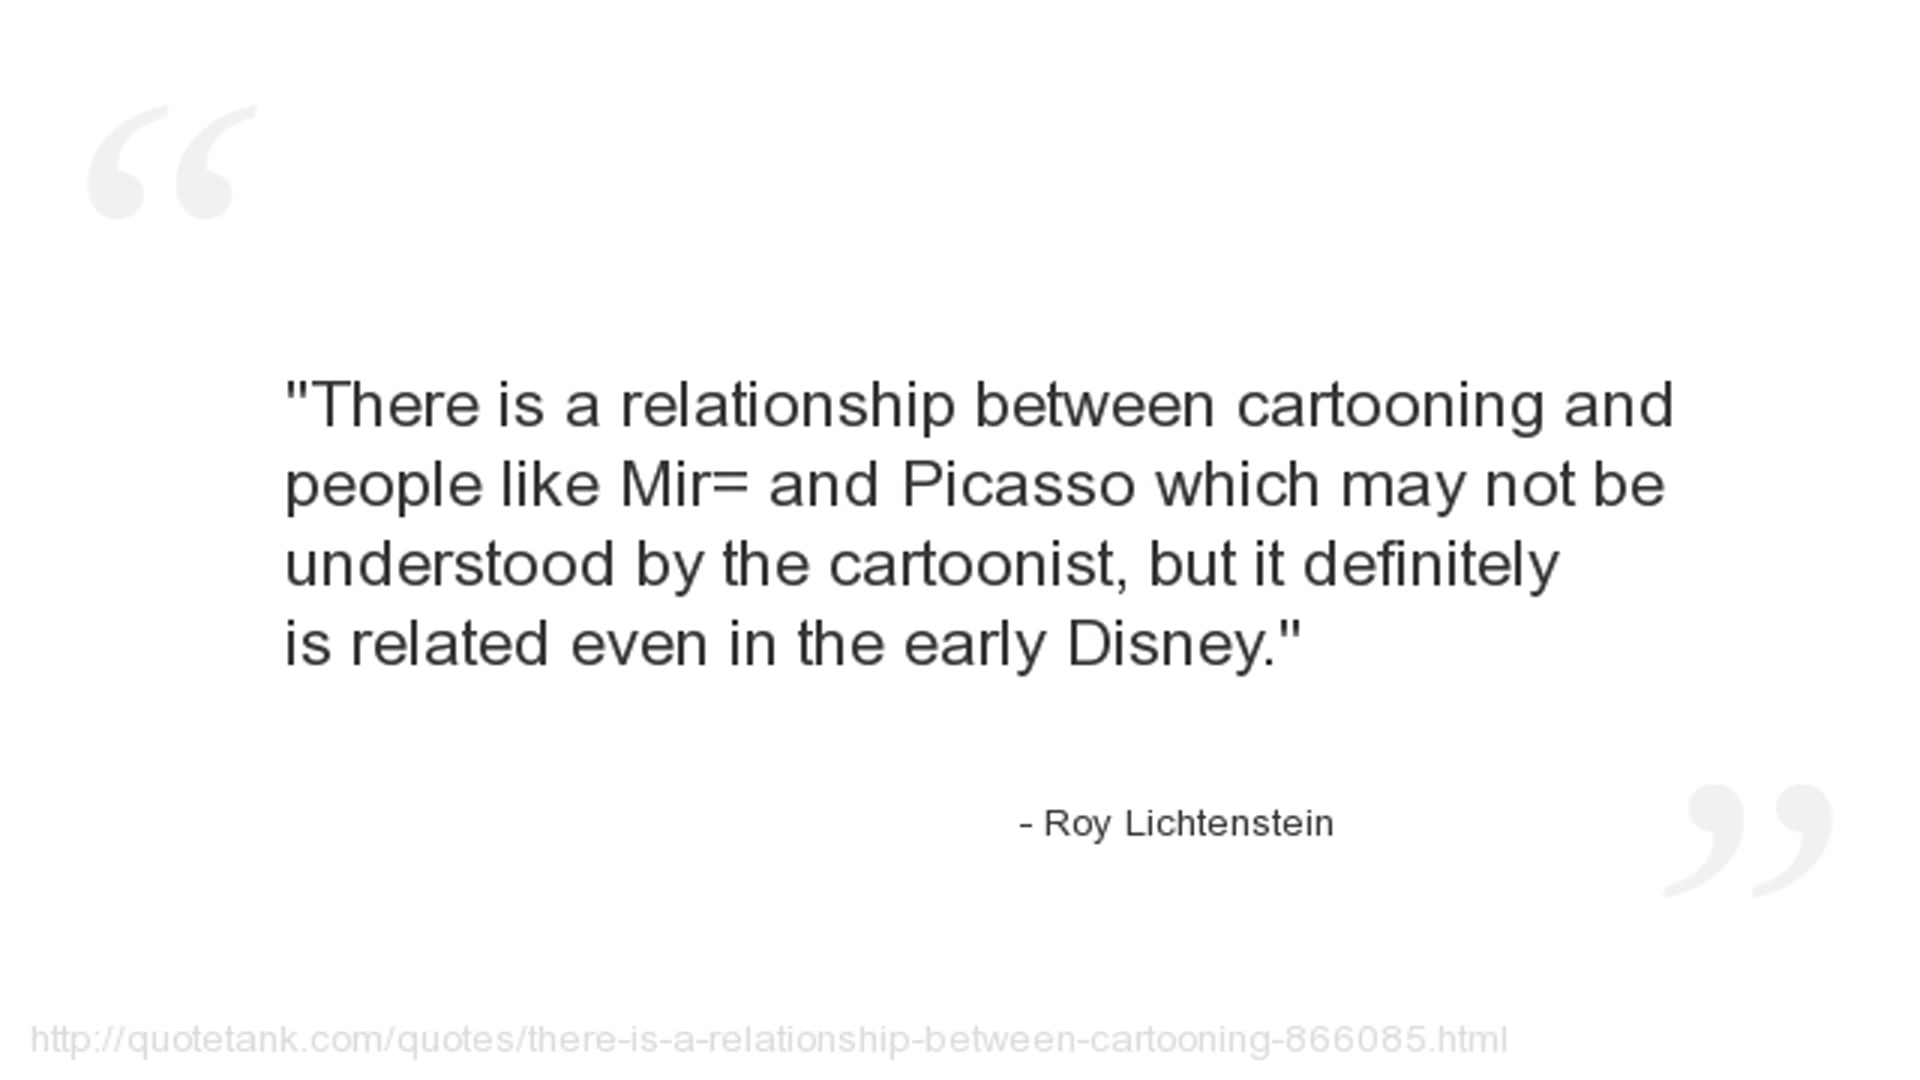 "There is a relationship between cartooning and
people like Mir= and Picasso which may not be
understood by the cartoonist, but it definitely
is related even in the early Disney."
- Roy Lichtenstein
http://quotetank.com/quotes/there-is-a-relationship-between-cartooning-866085.html